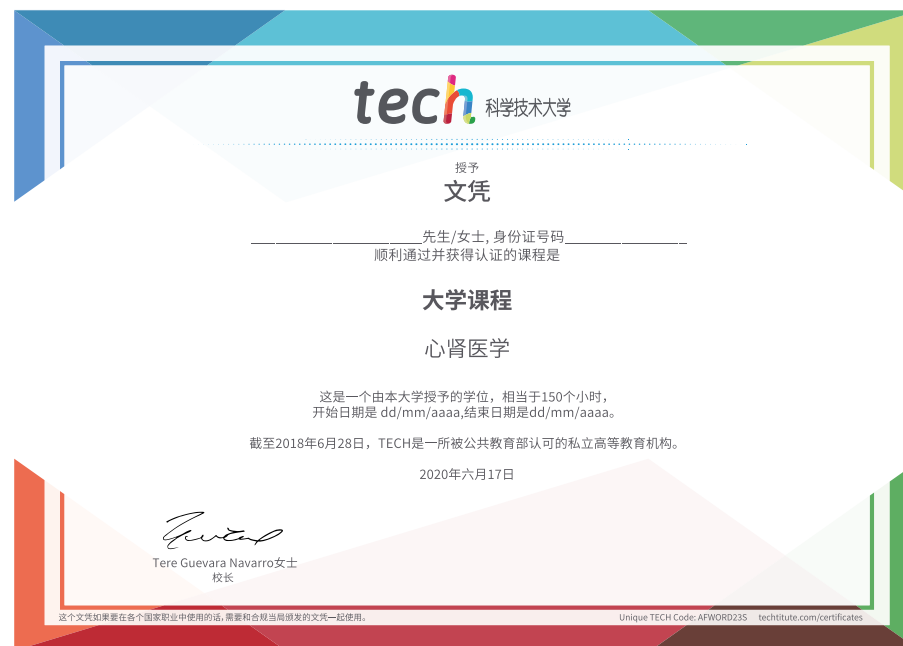 tech 科学技术大学
授予
文凭
________________________先生/女士, 身份证号码________________
顺利通过并获得认证的课程是
大学课程
心肾医学
这是一个由本大学授予的学位，相当于150个小时，
开始日期是 dd/mm/aaaa,结束日期是dd/mm/aaaa。
截至2018年6月28日，TECH是一所被公共教育部认可的私立高等教育机构。
2020年六月17日
Tere Guevara Navarro女士
校长
这个文凭如果要在各个国家职业中使用的话,需要和合规当局颁发的文凭一起使用。
Unique TECH Code: AFWORD23S techtitute.com/certificates